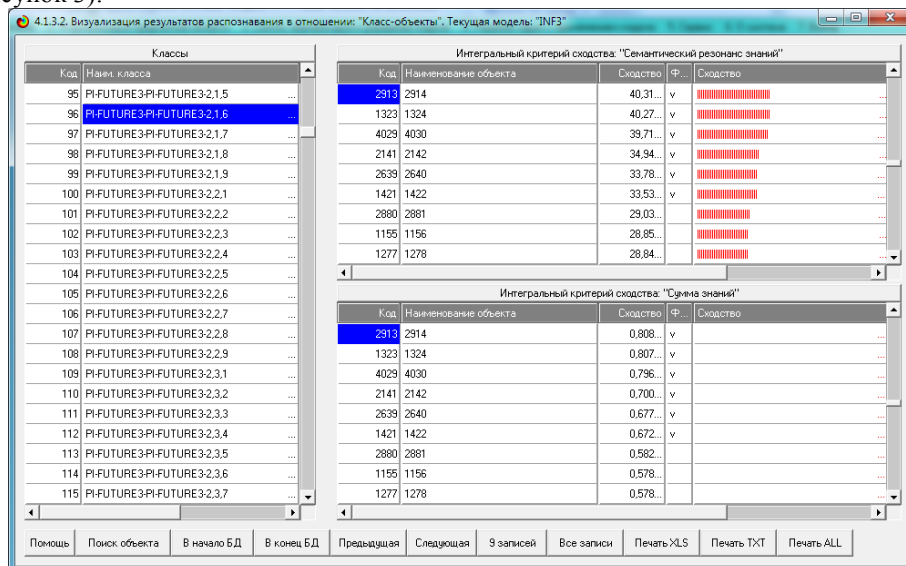 унок 3).
4.1.3.2. Визуализация результатов распознавания в отношении: "Класс-объекты". Текущая модель: "INF3"
Классы
Код Наим. класса
95 PI-FUTURE3-PI-FUTURE3-2,1,5 ...
96 PI-FUTURE3-PI-FUTURE3-2,1,6 ...
97 PI-FUTURE3-PI-FUTURE3-2,1,7 ...
98 PI-FUTURE3-PI-FUTURE3-2,1,8 ...
99 PI-FUTURE3-PI-FUTURE3-2,1,9 ...
100 PI-FUTURE3-PI-FUTURE3-2,2,1 ...
101 PI-FUTURE3-PI-FUTURE3-2,2,2 ...
102 PI-FUTURE3-PI-FUTURE3-2,2,3 ...
103 PI-FUTURE3-PI-FUTURE3-2,2,4 ...
104 PI-FUTURE3-PI-FUTURE3-2,2,5 ...
105 PI-FUTURE3-PI-FUTURE3-2,2,6 ...
106 PI-FUTURE3-PI-FUTURE3-2,2,7 ...
107 PI-FUTURE3-PI-FUTURE3-2,2,8 ...
108 PI-FUTURE3-PI-FUTURE3-2,2,9 ...
109 PI-FUTURE3-PI-FUTURE3-2,3,1 ...
110 PI-FUTURE3-PI-FUTURE3-2,3,2 ...
111 PI-FUTURE3-PI-FUTURE3-2,3,3 ...
112 PI-FUTURE3-PI-FUTURE3-2,3,4 ...
113 PI-FUTURE3-PI-FUTURE3-2,3,5 ...
114 PI-FUTURE3-PI-FUTURE3-2,3,6 ...
115 PI-FUTURE3-PI-FUTURE3-2,3,7 ...
Интегральный критерий сходства: "Семантический резонанс знаний"
Код Наименование объекта Сходство Ф... Сходство
2913 2914 40,31... v ...
1323 1324 40,27... v ...
4029 4030 39,71... v ...
2141 2142 34,94... v ...
2639 2640 33,78... v ...
1421 1422 33,53... v ...
2880 2881 29,03... ...
1155 1156 28,85... ...
1277 1278 28,84... ...
Интегральный критерий сходства: "Сумма знаний"
Код Наименование объекта Сходство Ф... Сходство
2913 2914 0,808... v ...
1323 1324 0,807... v ...
4029 4030 0,796... v ...
2141 2142 0,700... v ...
2639 2640 0,677... v ...
1421 1422 0,672... v ...
2880 2881 0,582... ...
1155 1156 0,578... ...
1277 1278 0,578... ...
Помощь Поиск объекта В начало БД В конец БД Предыдущая Следующая 9 записей Все записи Печать XLS Печать TXT Печать ALL